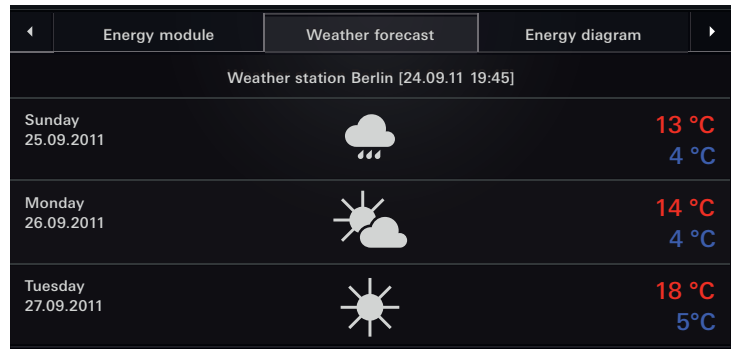 Energy module
Weather forecast
Energy diagram
Weather station Berlin [24.09.11 19:45]
Sunday
25.09.2011
13 °C
4 °C
Monday
26.09.2011
14 °C
4 °C
Tuesday
27.09.2011
18 °C
5°C